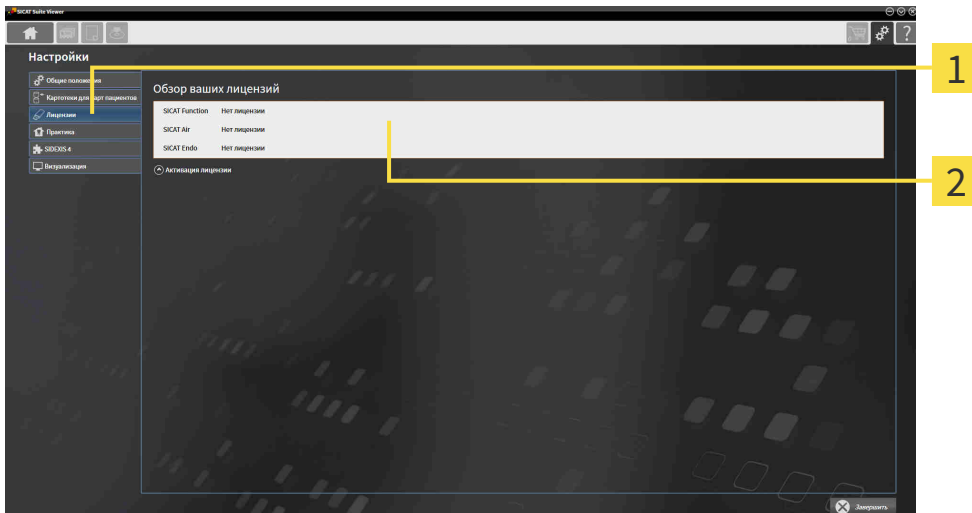 SICAT Suite Viewer
?
Настройки
Общие положения
Картотеки для карт пациентов
Лицензии
Практика
SIDEXIS 4
Визуализация
Обзор ваших лицензий
SICAT Function Нет лицензии
SICAT Air Нет лицензии
SICAT Endo Нет лицензии
Активация лицензии
Завершить
1
2